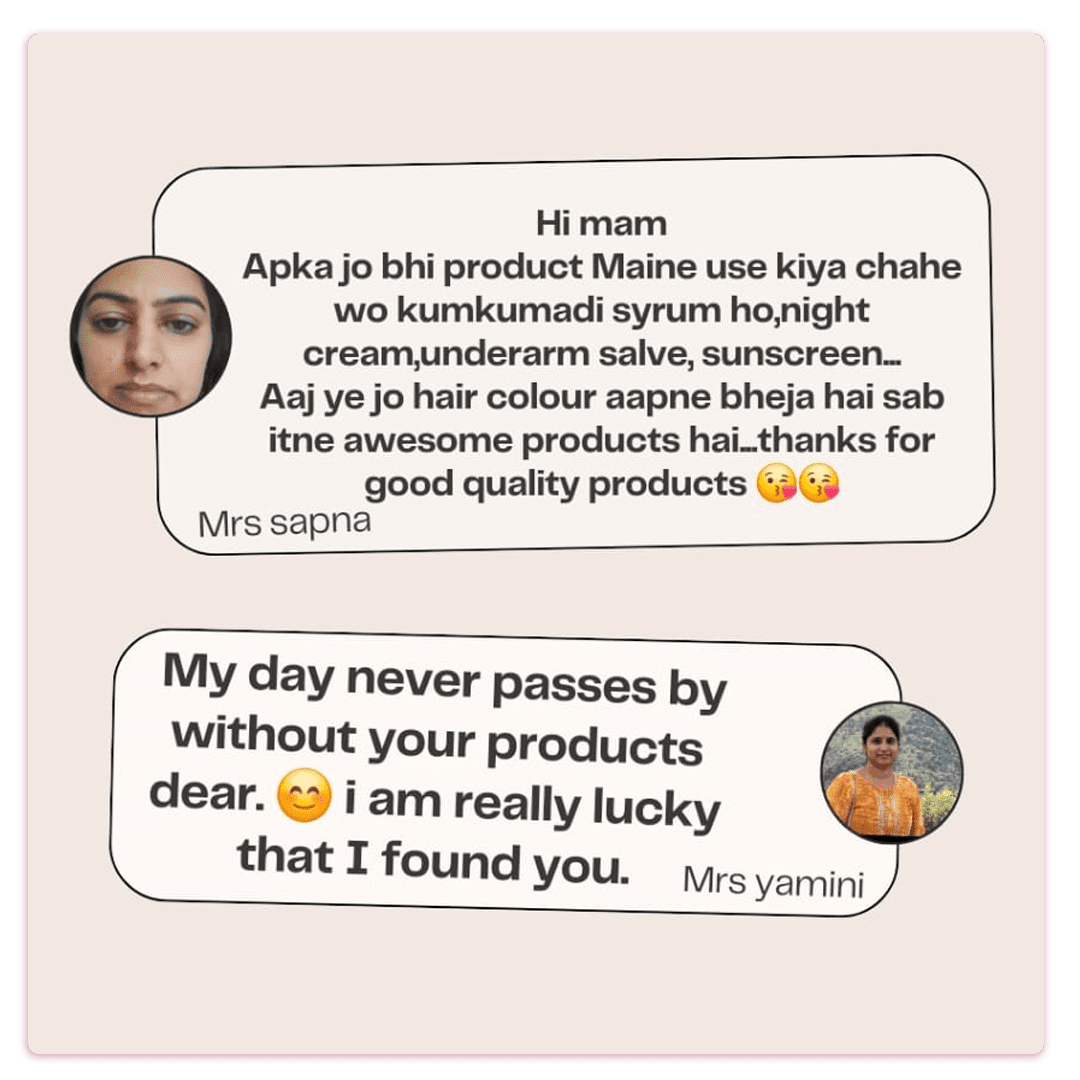 Hi mam
Apka jo bhi product Maine use kiya chahe
wo kumkumadi syrum ho,night
cream,underarm salve, sunscreen...
Aaj ye jo hair colour aapne bheja hai sab
itne awesome products hai...thanks for
good quality products 😘😘
Mrs sapna
My day never passes by
without your products
dear. 😊 i am really lucky
that I found you.
Mrs yamini